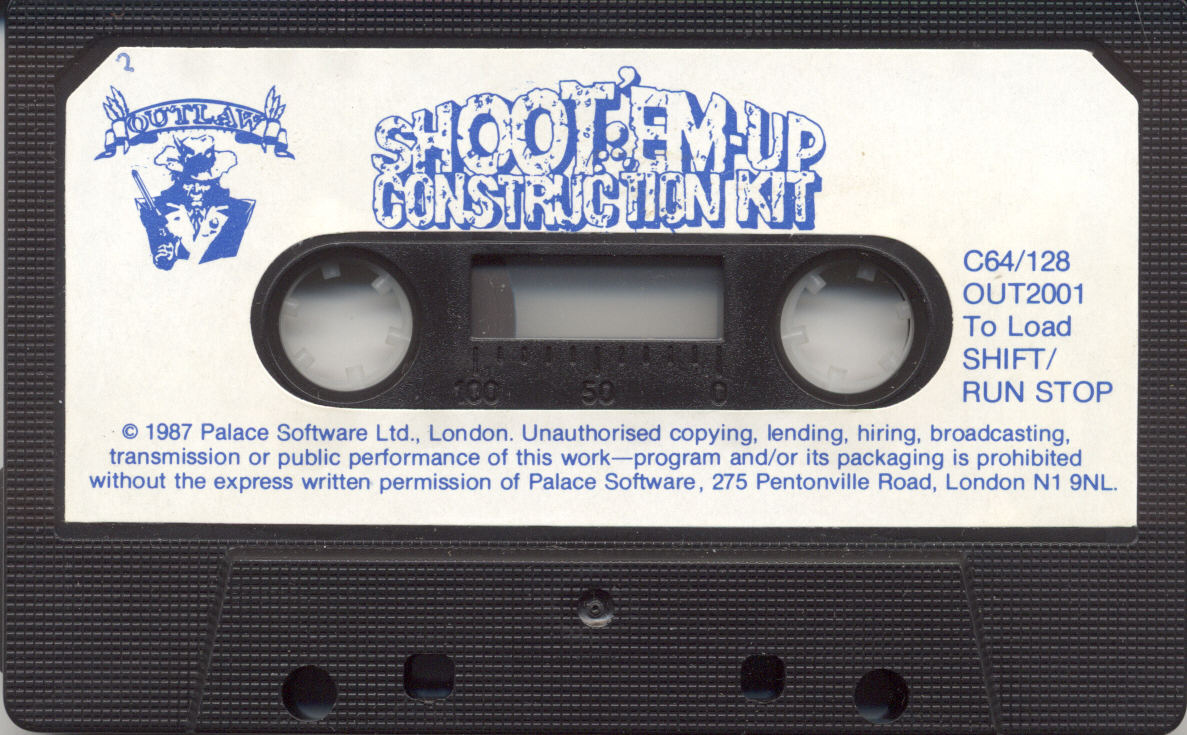 2
OUTLAW
SHOOT'EM-UP
CONSTRUCTION KIT
C64/128
OUT2001
To Load
SHIFT/
RUN STOP
100 50 0
© 1987 Palace Software Ltd., London. Unauthorised copying, lending, hiring, broadcasting,
transmission or public performance of this work—program and/or its packaging is prohibited
without the express written permission of Palace Software, 275 Pentonville Road, London N1 9NL.